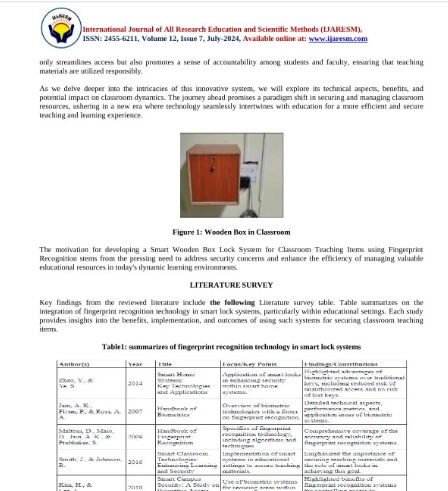 International Journal of All Research Education and Scientific Methods (IJARESM),
ISSN: 2455-6211, Volume 12, Issue 7, July-2024, Available online at: www.ijaresm.com
only streamlines access but also promotes a sense of accountability among students and faculty, ensuring that teaching
materials are utilized responsibly.
As we delve deeper into the intricacies of this innovative system, we will explore its technical aspects, benefits, and
potential impact on classroom dynamics. The journey ahead promises a paradigm shift in securing and managing classroom
resources, ushering in a new era where technology seamlessly intertwines with education for a more efficient and secure
teaching and learning experience.
Figure 1: Wooden Box in Classroom
The motivation for developing a Smart Wooden Box Lock System for Classroom Teaching Items using Fingerprint
Recognition stems from the pressing need to address security concerns and enhance the efficiency of managing valuable
educational resources in today's dynamic learning environments.
LITERATURE SURVEY
Key findings from the reviewed literature include the following Literature survey table. Table summarizes on the
integration of fingerprint recognition technology in smart lock systems, particularly within educational settings. Each study
provides insights into the benefits, implementation, and outcomes of using such systems for securing classroom teaching
items.
Table1: summarizes of fingerprint recognition technology in smart lock systems
Author(s) Year Title Focus/Key Points Findings/Contributions
Zhao, Y., & Ye, S. 2014 Smart Home Systems: Key Technologies and Applications Application of smart locks in enhancing security within smart home systems. Highlighted advantages of biometric systems over traditional keys, including reduced risk of unauthorized access and no risk of lost keys.
Jain, A. K., Flynn, P., & Ross, A. A. 2007 Handbook of Biometrics Overview of biometric technologies with a focus on fingerprint recognition. Detailed technical aspects, performance metrics, and application areas of biometric systems.
Maltoni, D., Maio, D., Jain, A. K., & Prabhakar, S. 2009 Handbook of Fingerprint Recognition Specifics of fingerprint recognition technology, including algorithms and techniques. Comprehensive coverage of the accuracy and reliability of fingerprint recognition systems.
Smith, J., & Johnson, R. 2016 Smart Classroom Technologies: Enhancing Learning and Security Implementation of smart systems in educational settings to secure teaching materials. Emphasized the importance of securing teaching materials and the role of smart locks in achieving this goal.
Kim, H., & 2018 Smart Campus Security: A Study on Use of biometric systems Highlighted benefits of fingerprint recognition systems